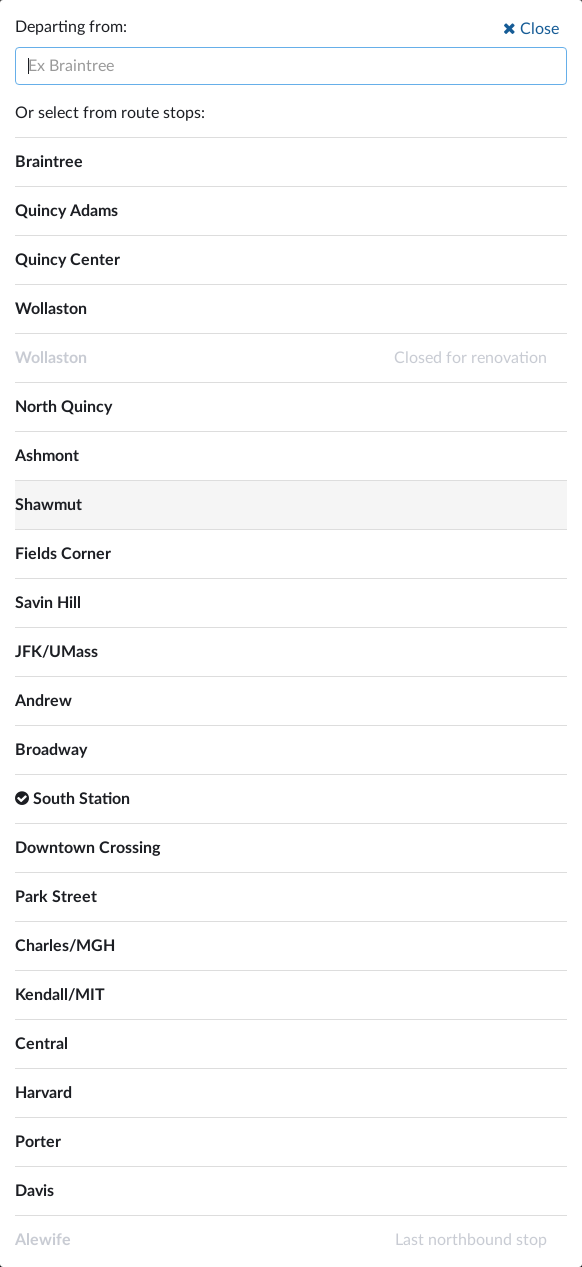 Departing from:
Close
Ex Braintree
Or select from route stops:
Braintree
Quincy Adams
Quincy Center
Wollaston
Wollaston Closed for renovation
North Quincy
Ashmont
Shawmut
Fields Corner
Savin Hill
JFK/UMass
Andrew
Broadway
South Station
Downtown Crossing
Park Street
Charles/MGH
Kendall/MIT
Central
Harvard
Porter
Davis
Alewife Last northbound stop